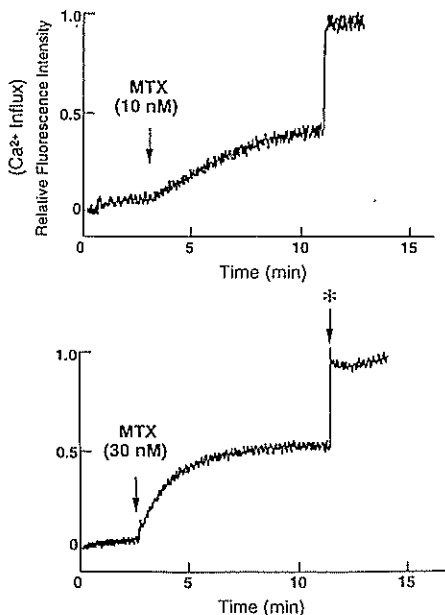 (Ca²⁺ Influx)
Relative Fluorescence Intensity
1.0
0.5
0
MTX
(10 nM)
0 5 10 15
Time (min)
*
1.0
0.5
0
MTX
(30 nM)
0 5 10 15
Time (min)